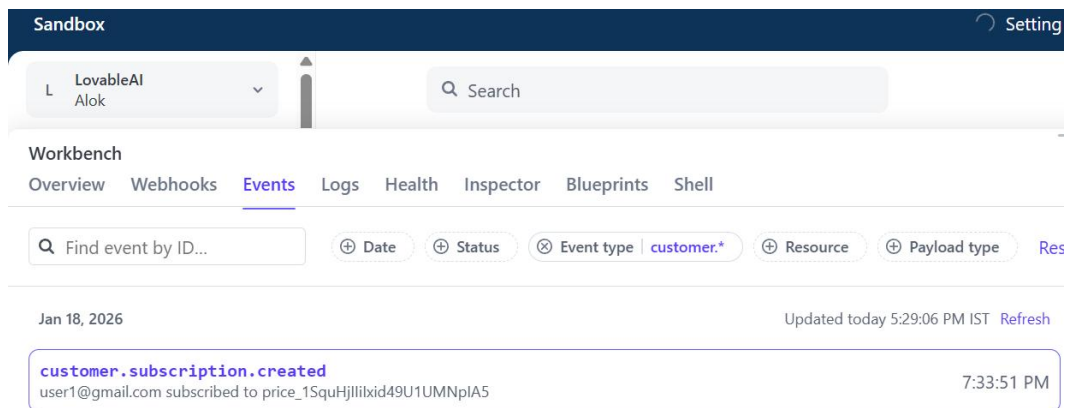 Sandbox
Setting
L
LovableAI
Alok
Search
Workbench
Overview Webhooks Events Logs Health Inspector Blueprints Shell
Find event by ID...
Date
Status
Event type | customer.*
Resource
Payload type
Res
Jan 18, 2026
Updated today 5:29:06 PM IST Refresh
customer.subscription.created
user1@gmail.com subscribed to price_1SquHjIliIxid49U1UMNpIA5
7:33:51 PM